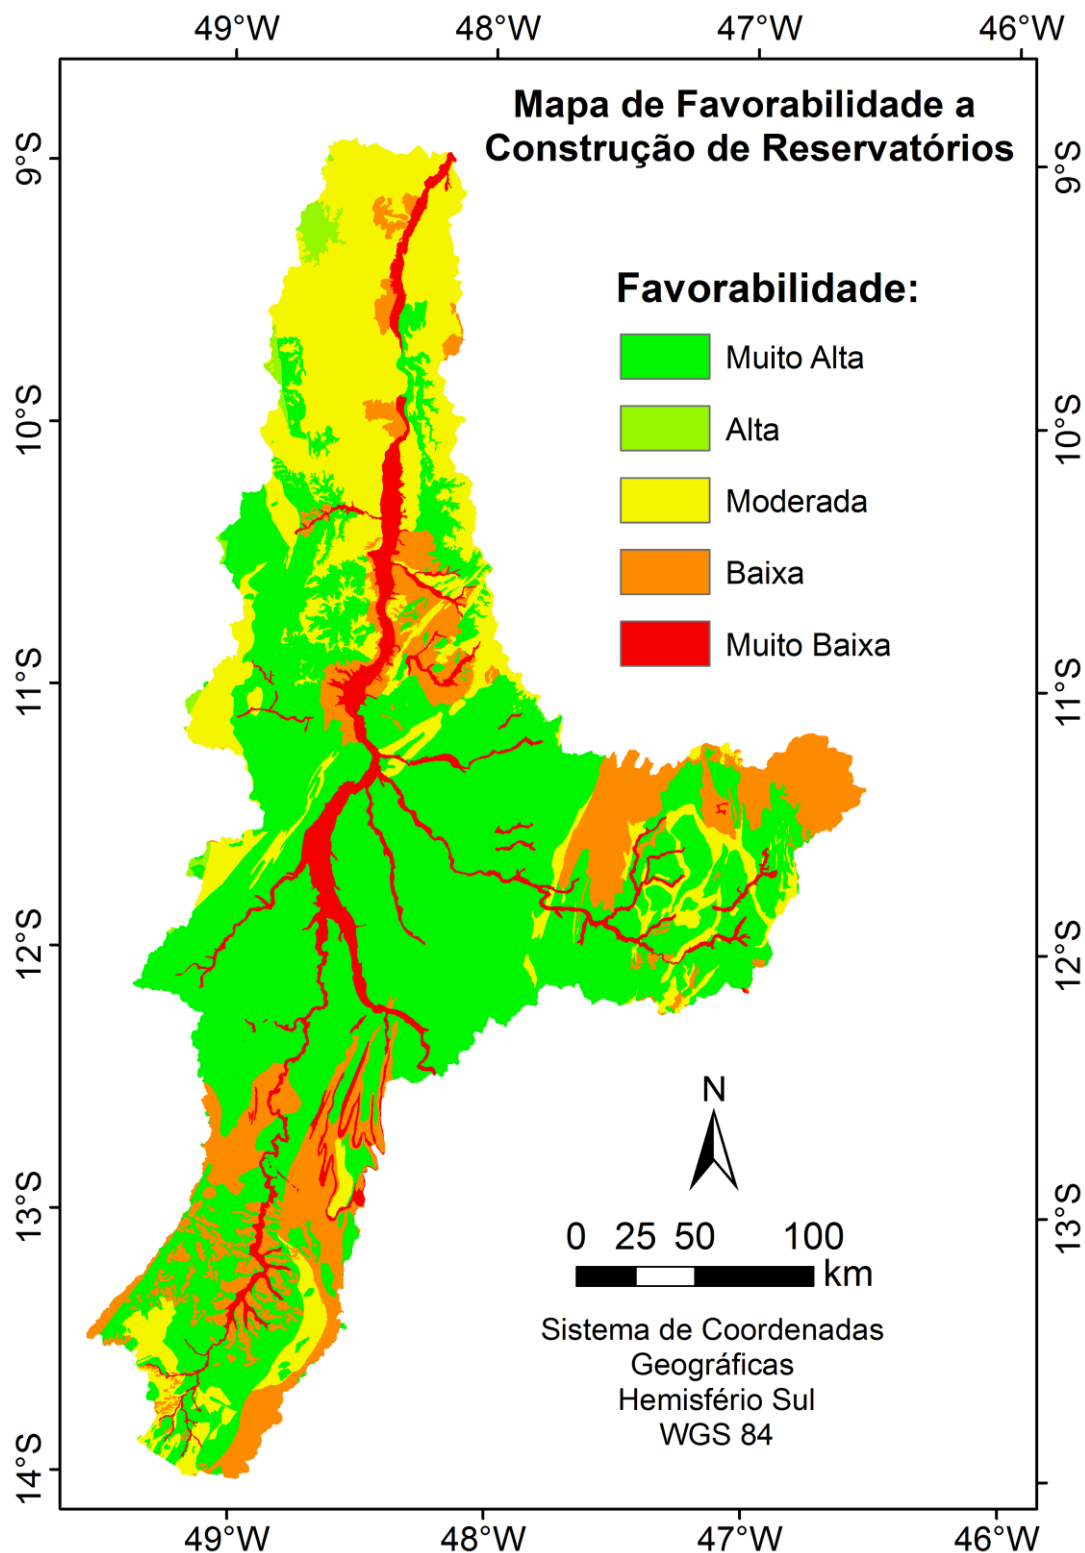 49°W 48°W 47°W 46°W
Mapa de Favorabilidade a
Construção de Reservatórios
9°S 9°S
Favorabilidade:
Muito Alta
10°S 10°S
Alta
Moderada
Baixa
Muito Baixa
11°S 11°S
12°S 12°S
N
13°S 13°S
0 25 50 100
km
Sistema de Coordenadas
Geográficas
Hemisfério Sul
WGS 84
14°S
49°W 48°W 47°W 46°W